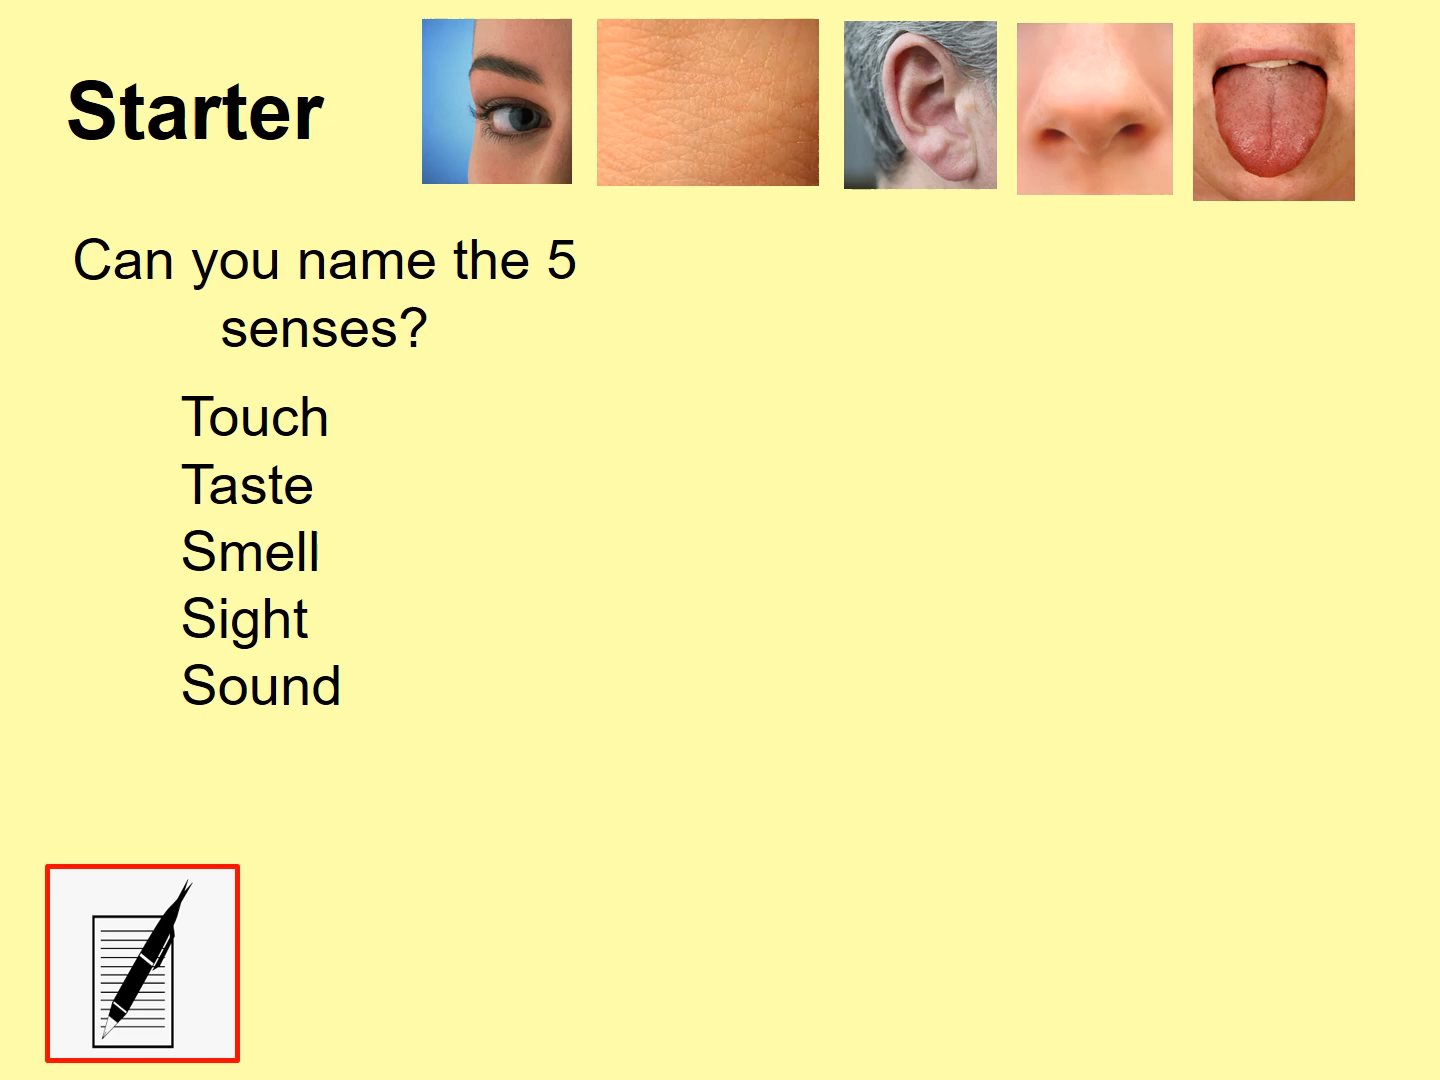 Starter
Can you name the 5
senses?
Touch
Taste
Smell
Sight
Sound